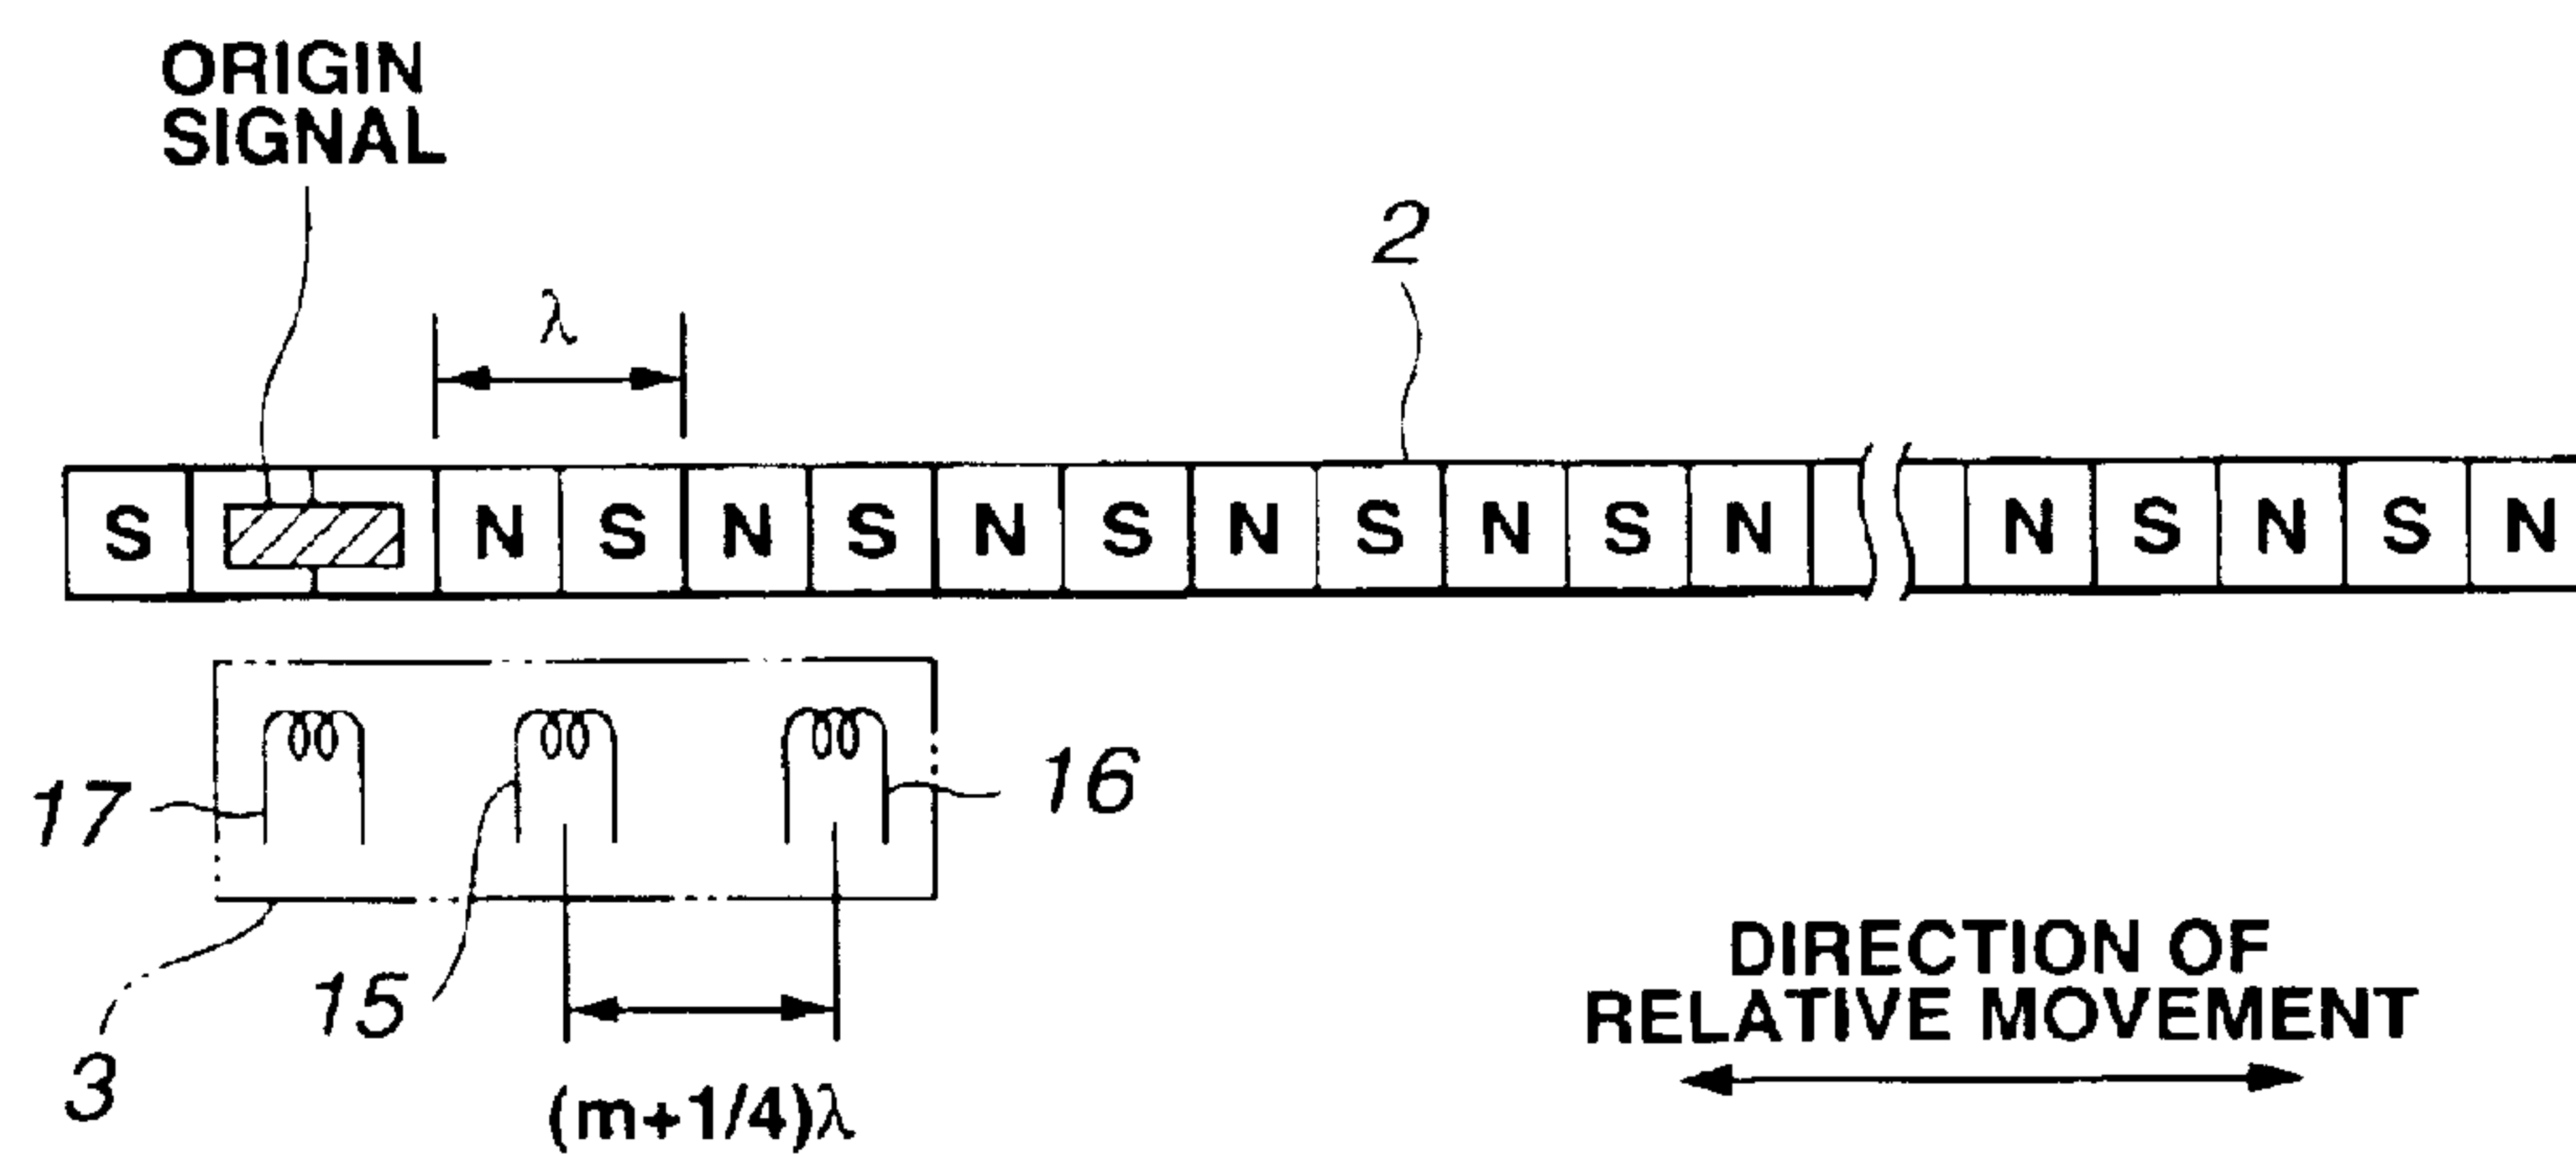 ORIGIN
SIGNAL
λ
2
S N S N S N S N S N S N N S N S N
17
15
16
3
(m+1/4)λ
DIRECTION OF
RELATIVE MOVEMENT